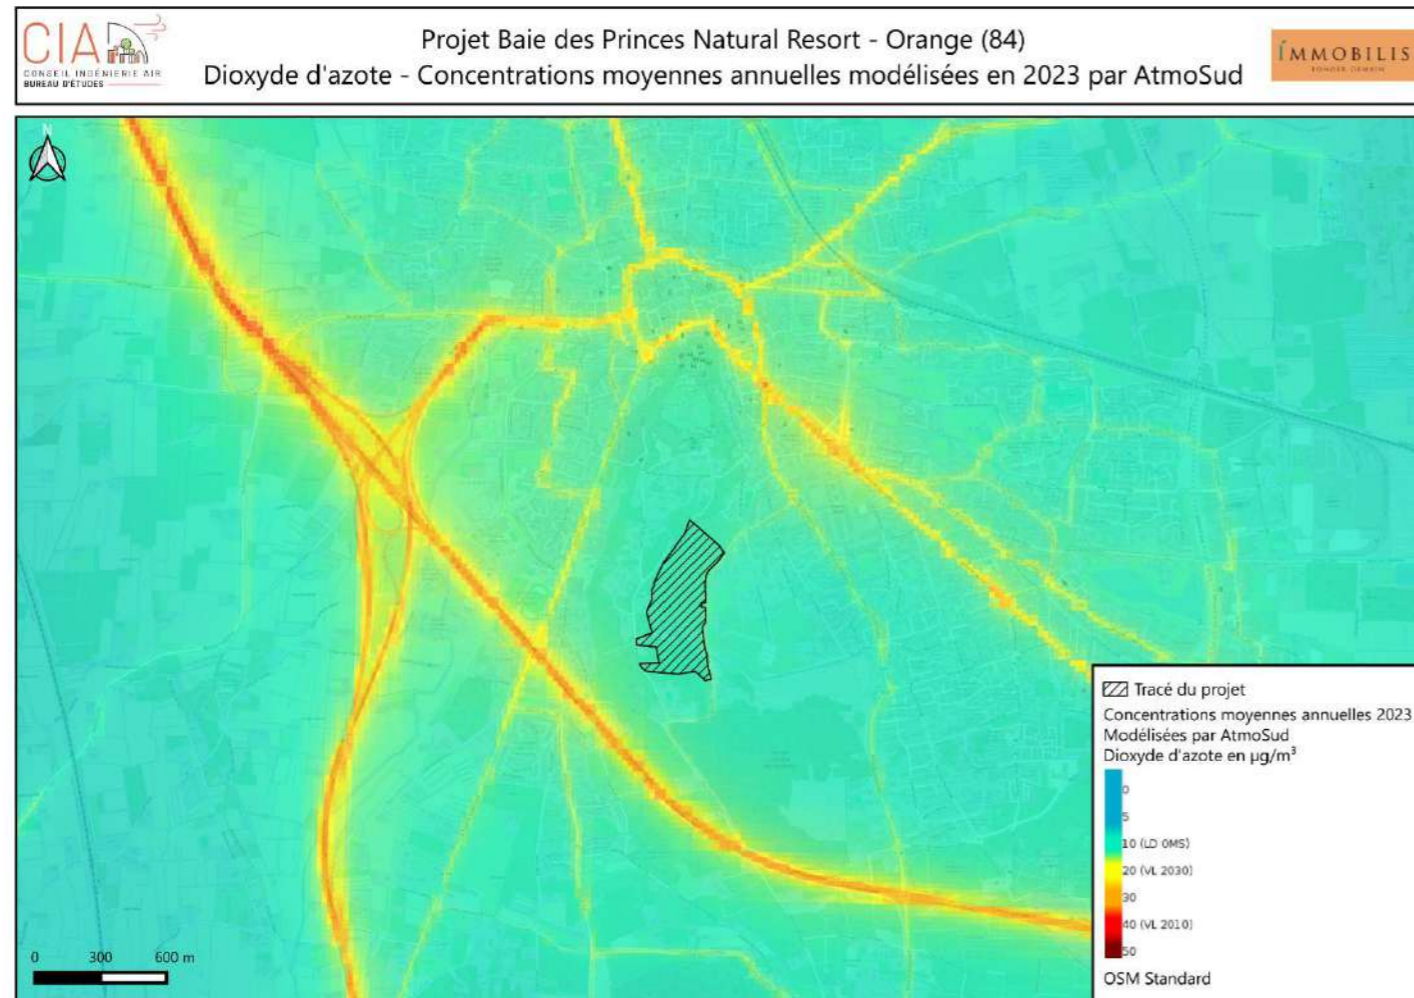 CIA
CONSEIL INGÉNIERIE AIR
BUREAU D'ÉTUDES
Projet Baie des Princes Natural Resort - Orange (84)
Dioxyde d'azote - Concentrations moyennes annuelles modélisées en 2023 par AtmoSud
IMMOBILIS
FONDER DEMAIN
N
0 300 600 m
Tracé du projet
Concentrations moyennes annuelles 2023
Modélisées par AtmoSud
Dioxyde d'azote en µg/m³
0
5
10 (LD OMS)
20 (VL 2030)
30
40 (VL 2010)
50
OSM Standard